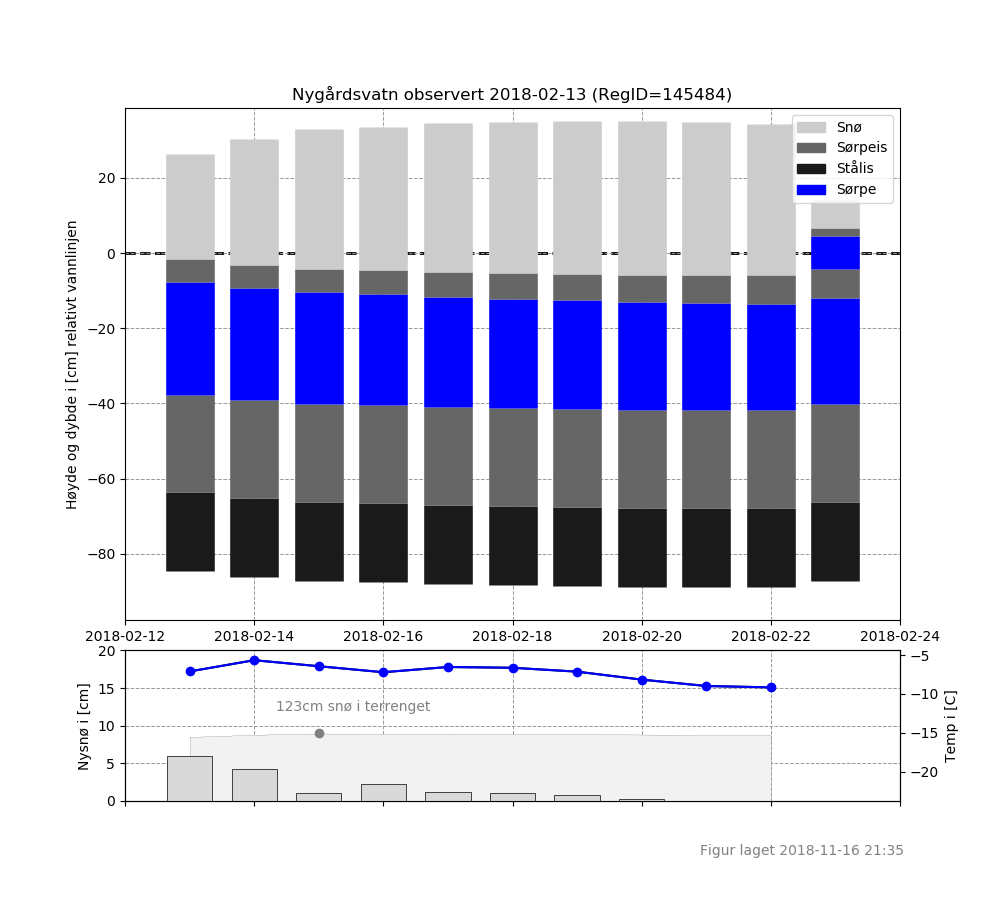 Nygårdsvatn observert 2018-02-13 (RegID=145484)
Høyde og dybde i [cm] relativt vannlinjen
20
0
−20
−40
−60
−80
Snø
Sørpeis
Stålis
Sørpe
2018-02-12 2018-02-14 2018-02-16 2018-02-18 2018-02-20 2018-02-22 2018-02-24
Nysnø i [cm]
20
15
10
5
0
123cm snø i terrenget
−5
−10
−15
−20
Temp i [C]
Figur laget 2018-11-16 21:35